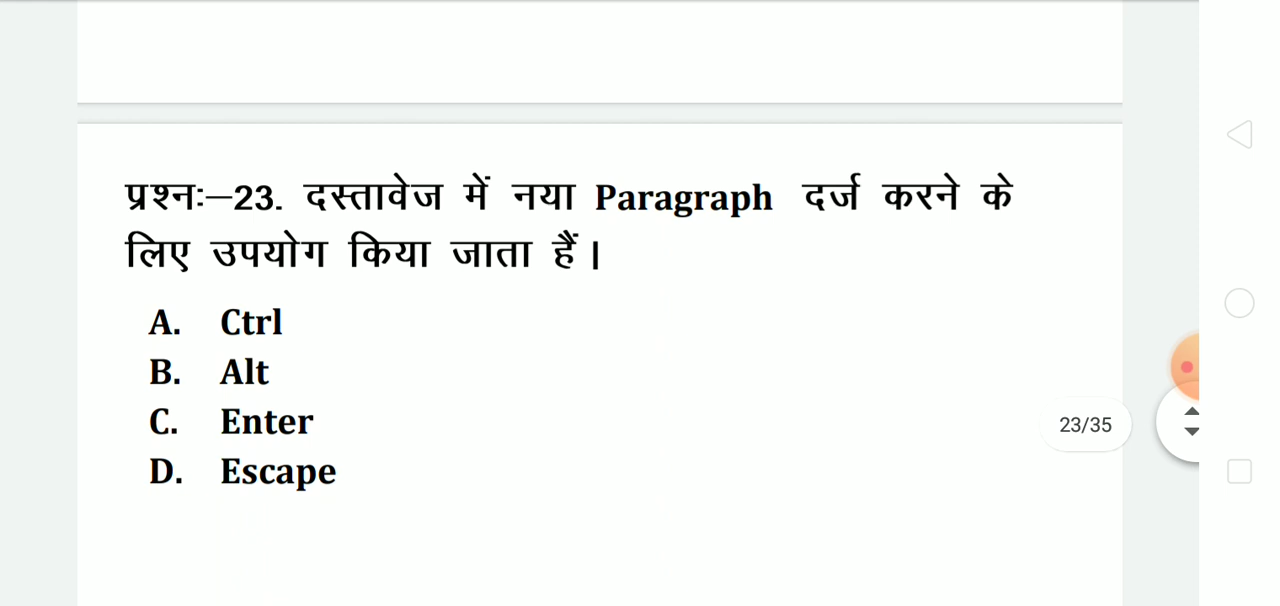 प्रश्नः–23. दस्तावेज में नया Paragraph दर्ज करने के
लिए उपयोग किया जाता हैं।
A. Ctrl
B. Alt
C. Enter
D. Escape
23/35